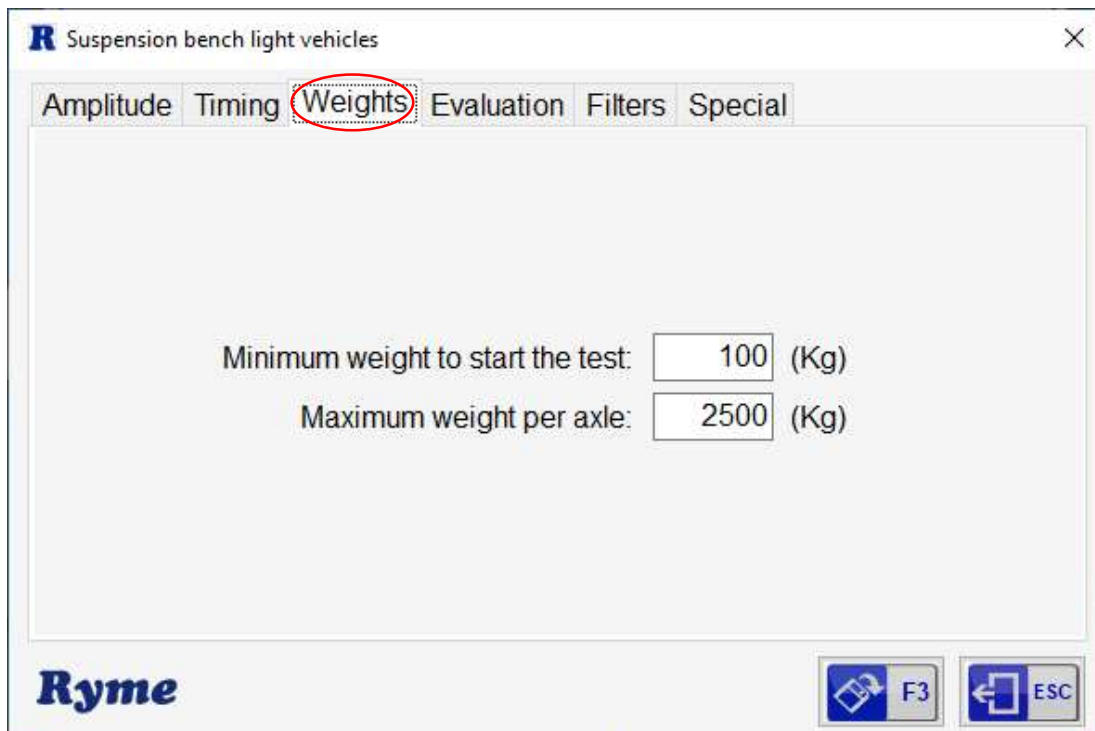 R Suspension bench light vehicles
Amplitude Timing Weights Evaluation Filters Special
Minimum weight to start the test: 100 (Kg)
Maximum weight per axle: 2500 (Kg)
Ryme F3 ESC